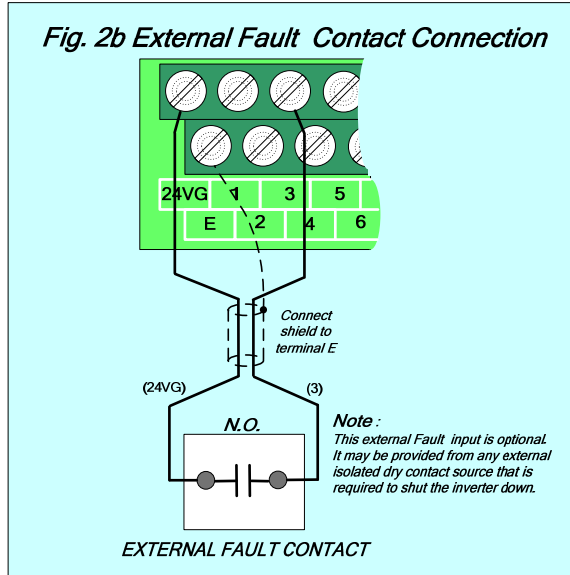 Fig. 2b External Fault Contact Connection
24VG 1 3 5
E 2 4 6
Connect
shield to
terminal E
(24VG) (3)
N.O.
Note :
This external Fault input is optional.
It may be provided from any external
isolated dry contact source that is
required to shut the inverter down.
EXTERNAL FAULT CONTACT